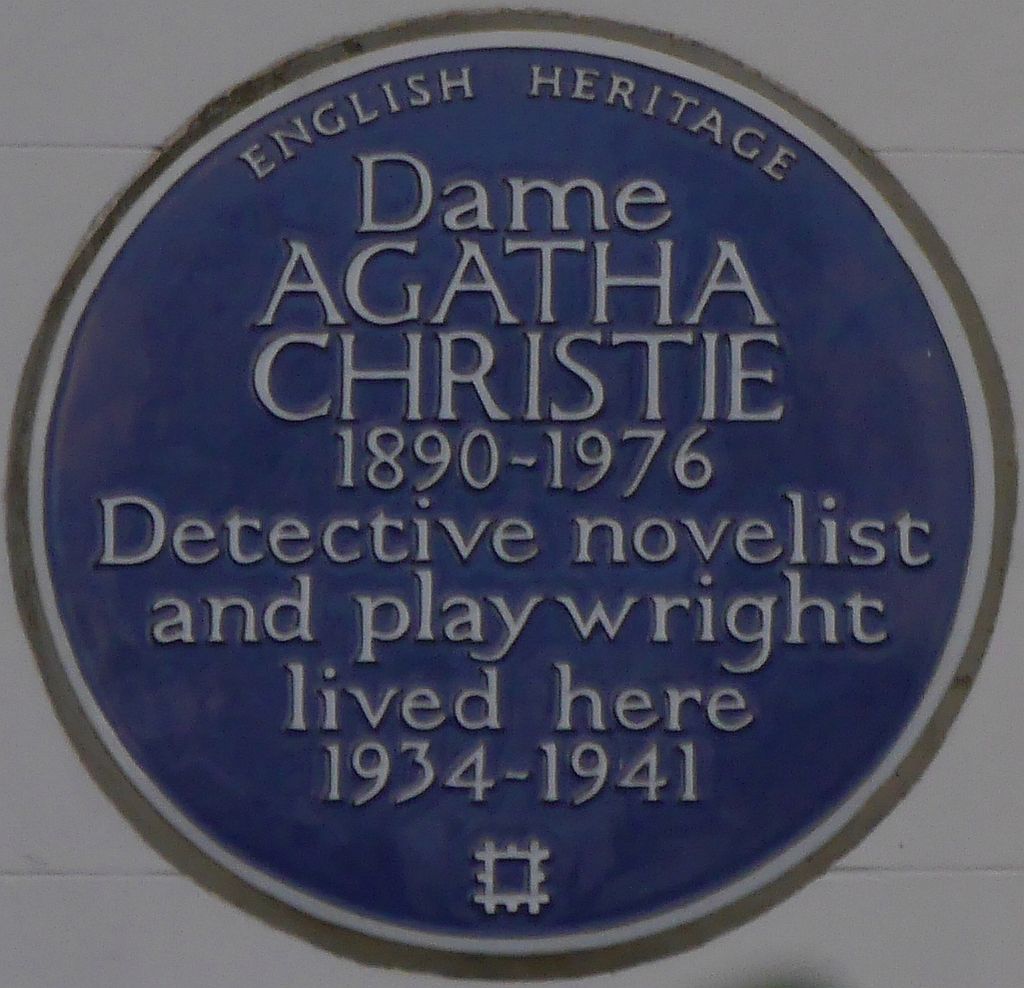 ENGLISH HERITAGE
Dame
AGATHA
CHRISTIE
1890-1976
Detective novelist
and playwright
lived here
1934-1941